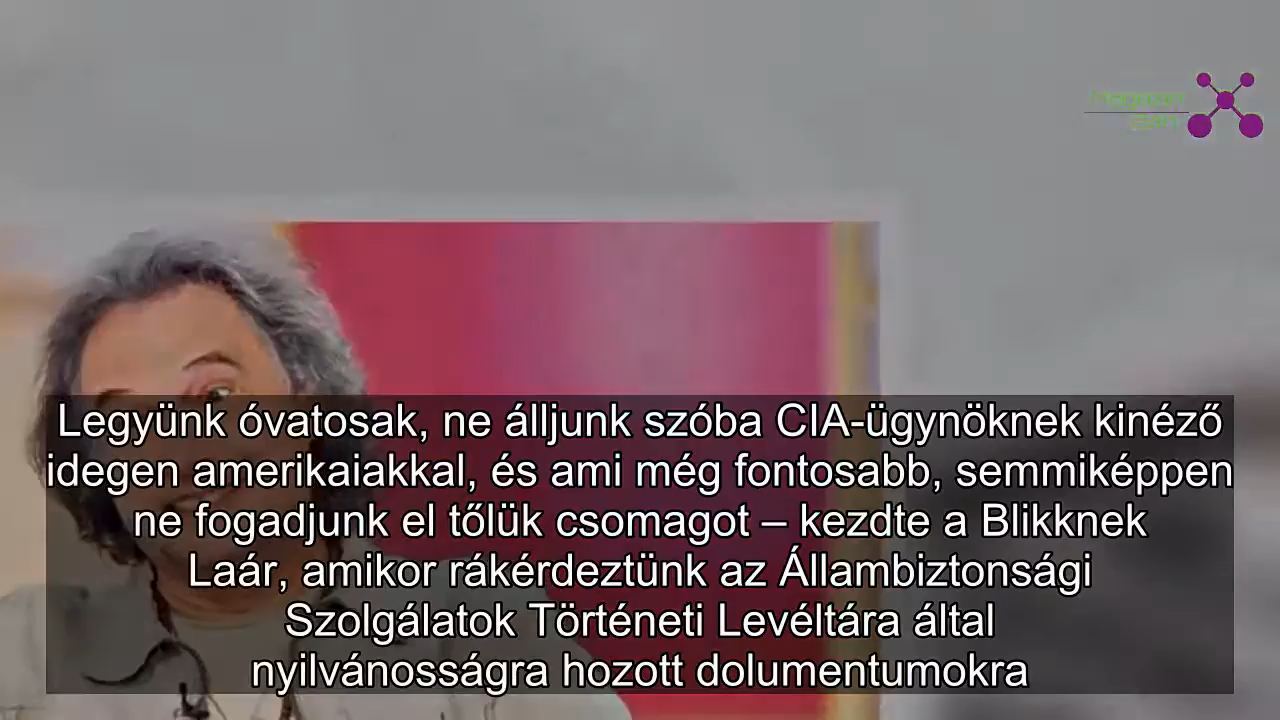 Legyünk óvatosak, ne álljunk szóba CIA-ügynöknek kinéző
idegen amerikaiakkal, és ami még fontosabb, semmiképpen
ne fogadjunk el tőlük csomagot – kezdte a Blikknek
Laár, amikor rákérdeztünk az Állambiztonsági
Szolgálatok Történeti Levéltára által
nyilvánosságra hozott dolumentumokra